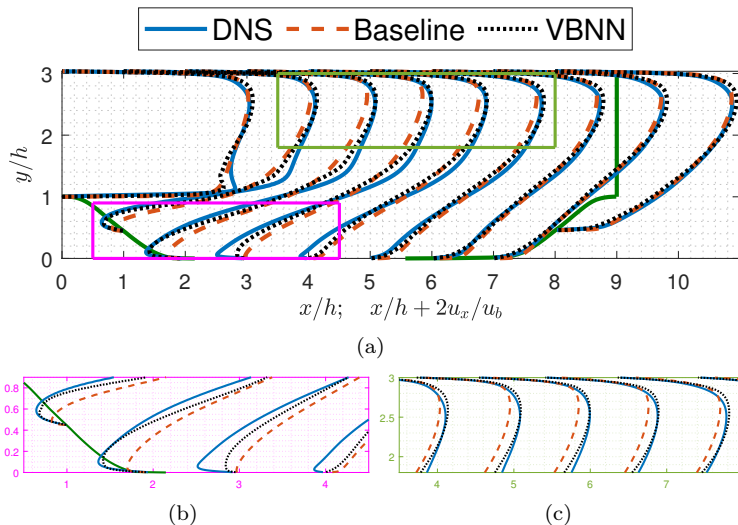 DNS Baseline VBNN
3
2
1
0
y/h
0 1 2 3 4 5 6 7 8 9 10
x/h; x/h + 2u_x/u_b
(a)
0.8
0.6
0.4
0.2
0
1 2 3 4
(b)
3
2.5
2
4 5 6 7
(c)